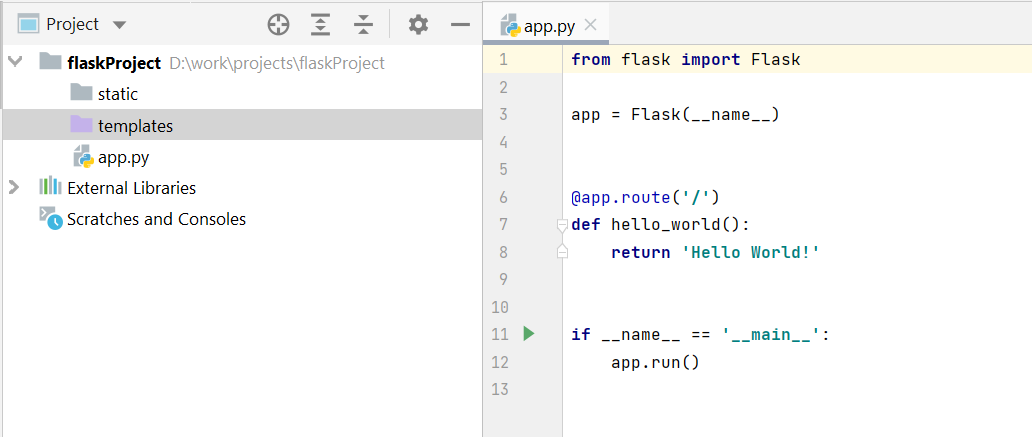 Project
flaskProject D:\work\projects\flaskProject
static
templates
app.py
External Libraries
Scratches and Consoles
app.py
1 from flask import Flask
2
3 app = Flask(__name__)
4
5
6 @app.route('/')
7 def hello_world():
8     return 'Hello World!'
9
10
11 if __name__ == '__main__':
12     app.run()
13